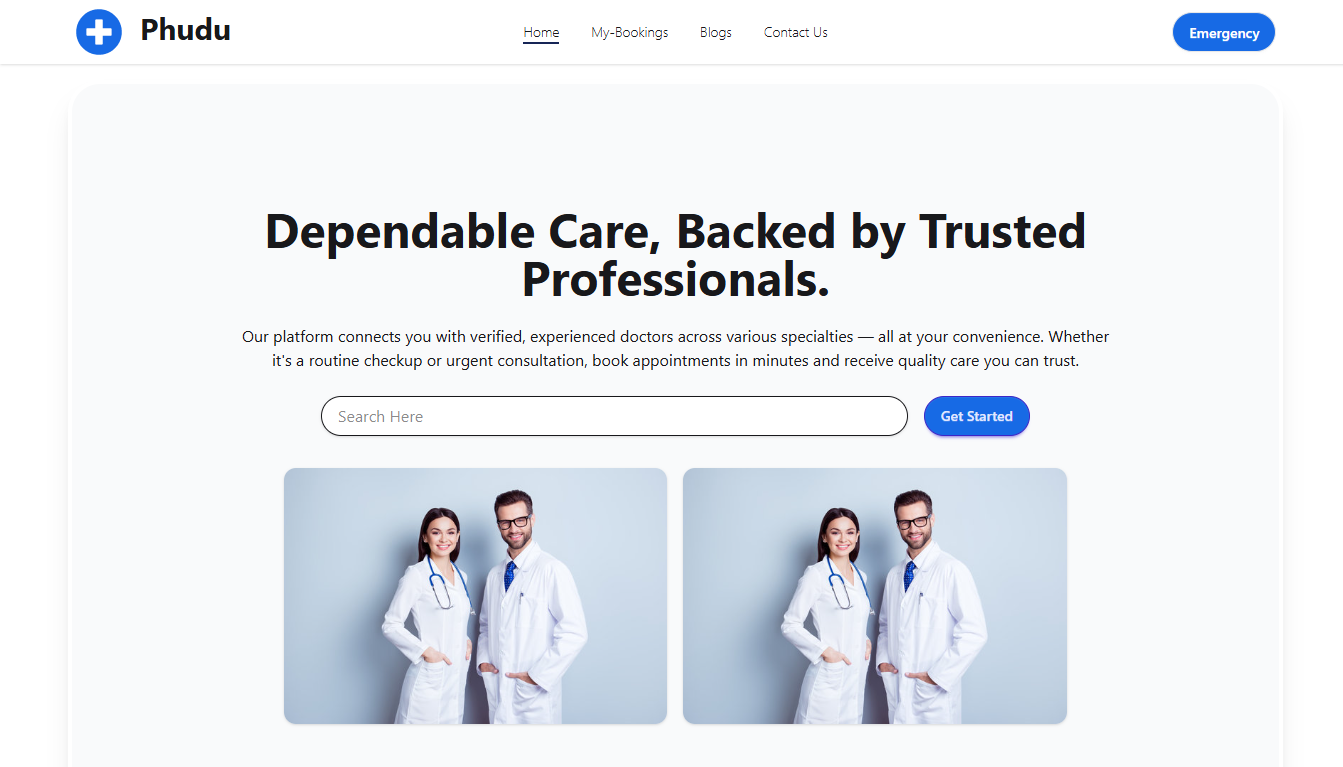 Phudu
Home
My-Bookings
Blogs
Contact Us
Emergency
Dependable Care, Backed by Trusted
Professionals.
Our platform connects you with verified, experienced doctors across various specialties — all at your convenience. Whether
it's a routine checkup or urgent consultation, book appointments in minutes and receive quality care you can trust.
Search Here
Get Started